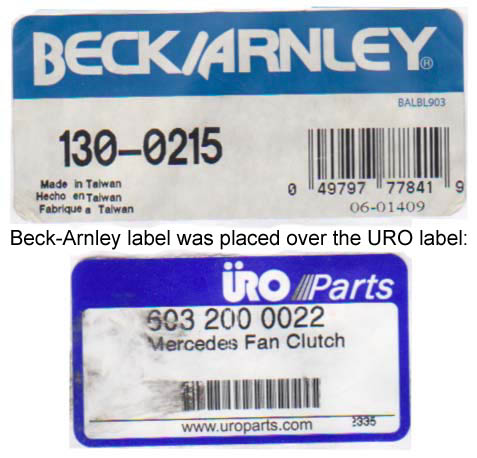 BECK/ARNLEY®
BALBL903
130-0215
Made in Taiwan
Hecho en Taiwan
Fabrique a Taiwan
0 49797 77841 9
06-01409
Beck-Arnley label was placed over the URO label:
ÜRO Parts
603 200 0022
Mercedes Fan Clutch
www.uroparts.com
2335